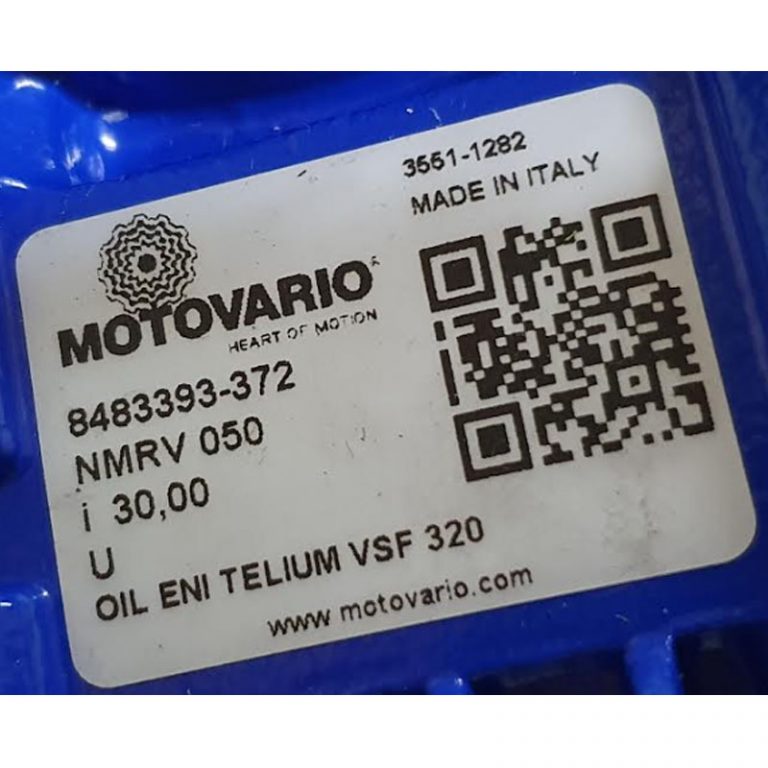 3551-1282
MADE IN ITALY
MOTOVARIO®
HEART OF MOTION
8483393-372
NMRV 050
i 30,00
U
OIL ENI TELIUM VSF 320
www.motovario.com